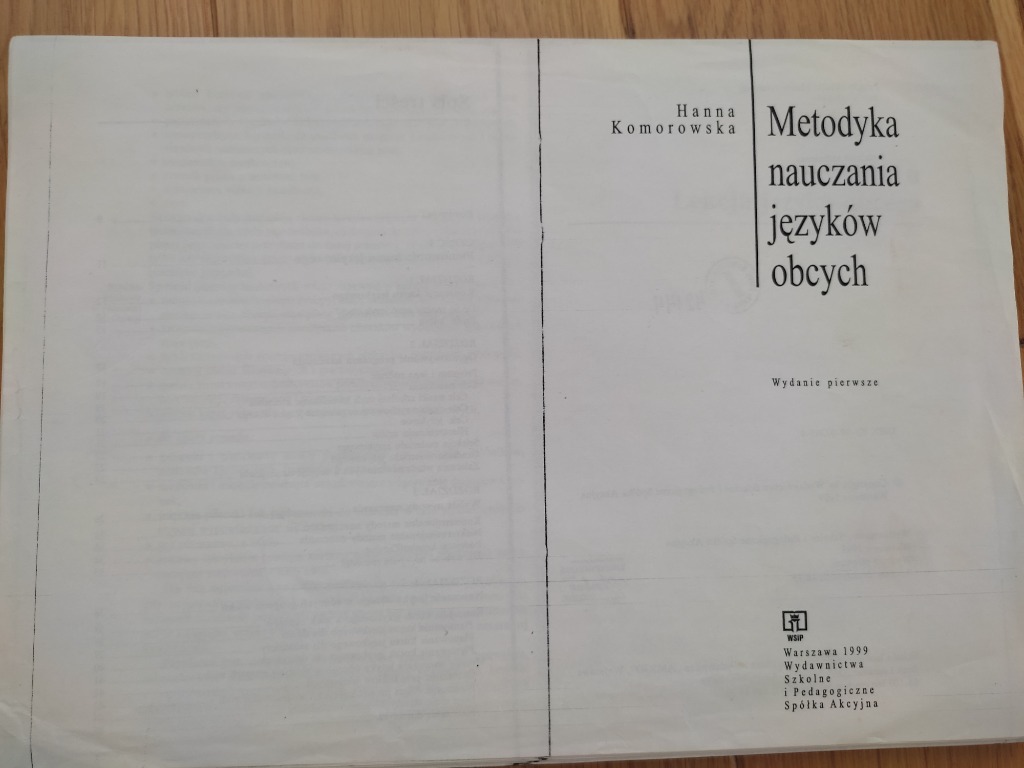 Hanna
Komorowska
Metodyka
nauczania
języków
obcych
Wydanie pierwsze
WSiP
Warszawa 1999
Wydawnictwa
Szkolne
i Pedagogiczne
Spółka Akcyjna